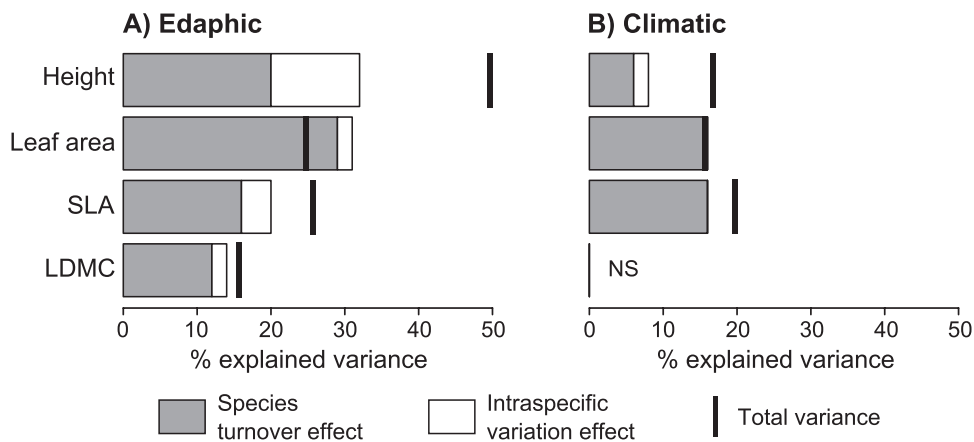 A) Edaphic
B) Climatic
Height
Leaf area
SLA
LDMC
NS
0 10 20 30 40 50
0 10 20 30 40 50
% explained variance
% explained variance
Species
turnover effect
Intraspecific
variation effect
Total variance